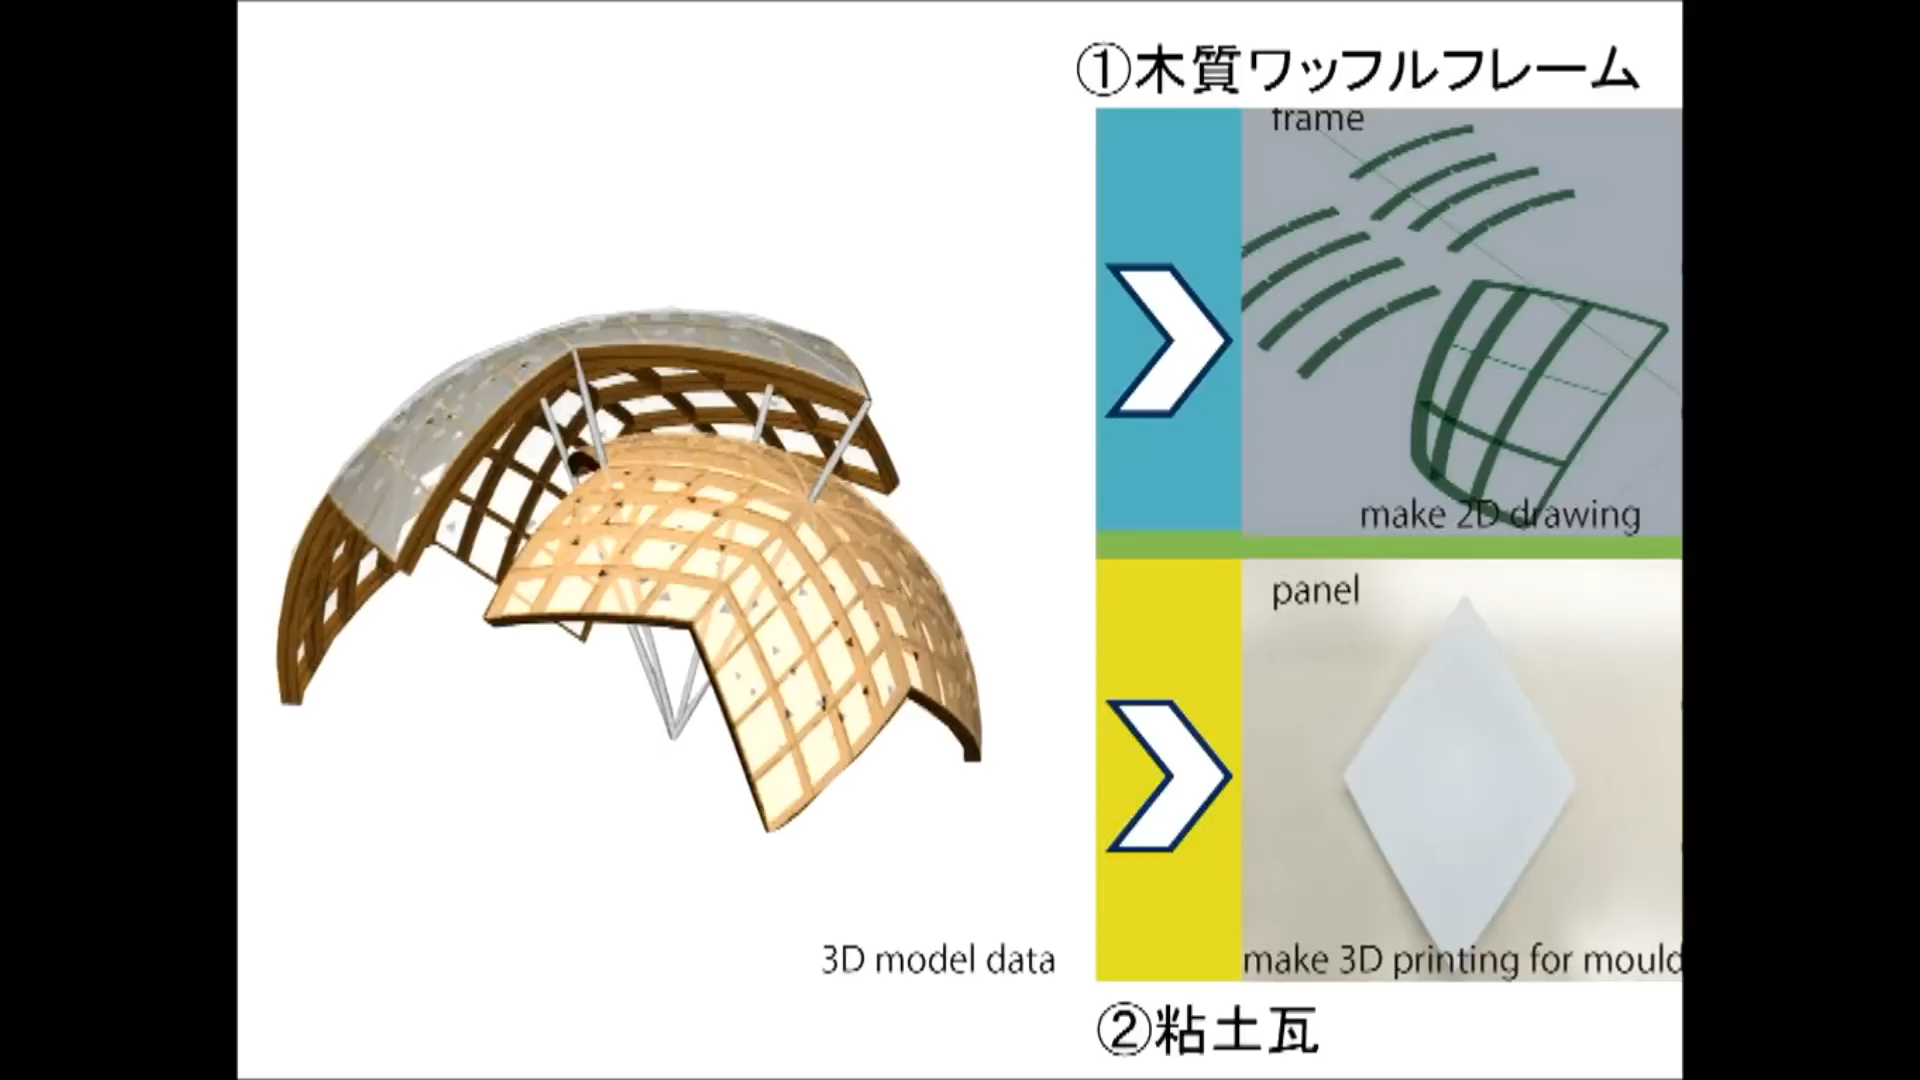 ①木質ワッフルフレーム
frame
make 2D drawing
panel
3D model data
make 3D printing for mould
②粘土瓦